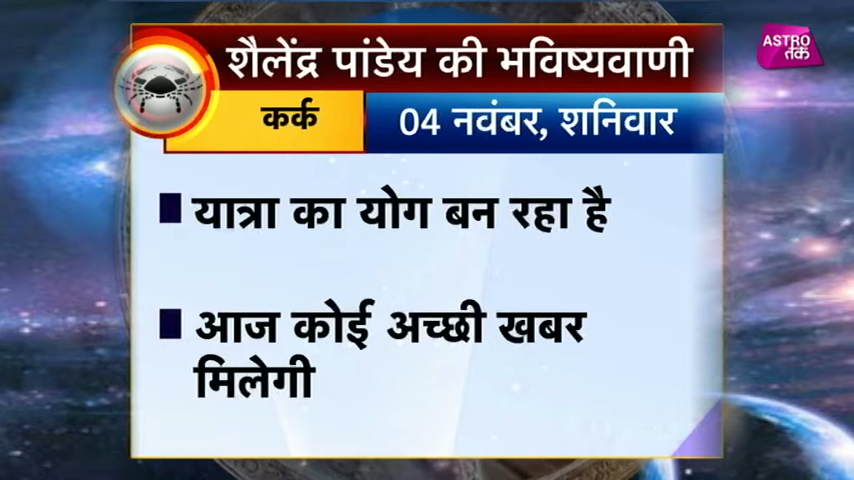 शैलेंद्र पांडेय की भविष्यवाणी
ASTRO
तक
कर्क
04 नवंबर, शनिवार
यात्रा का योग बन रहा है
आज कोई अच्छी खबर
मिलेगी